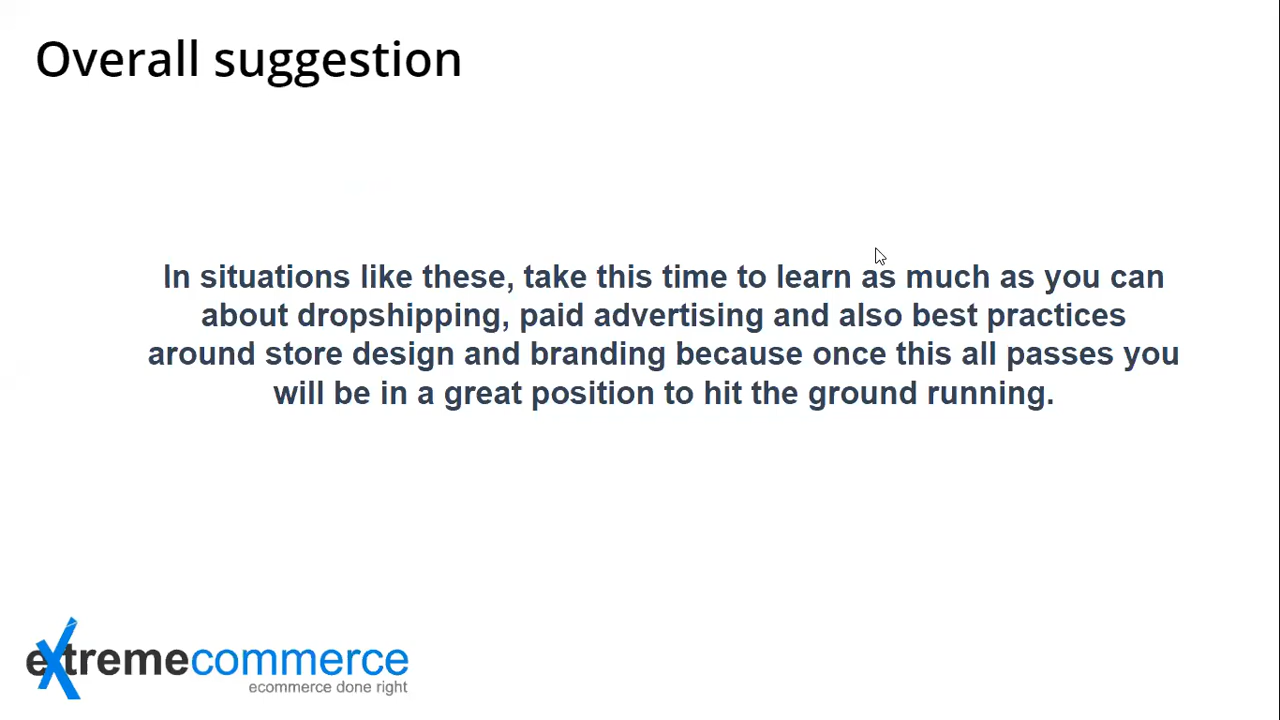 Overall suggestion
In situations like these, take this time to learn as much as you can
about dropshipping, paid advertising and also best practices
around store design and branding because once this all passes you
will be in a great position to hit the ground running.
extremecommerce
ecommerce done right